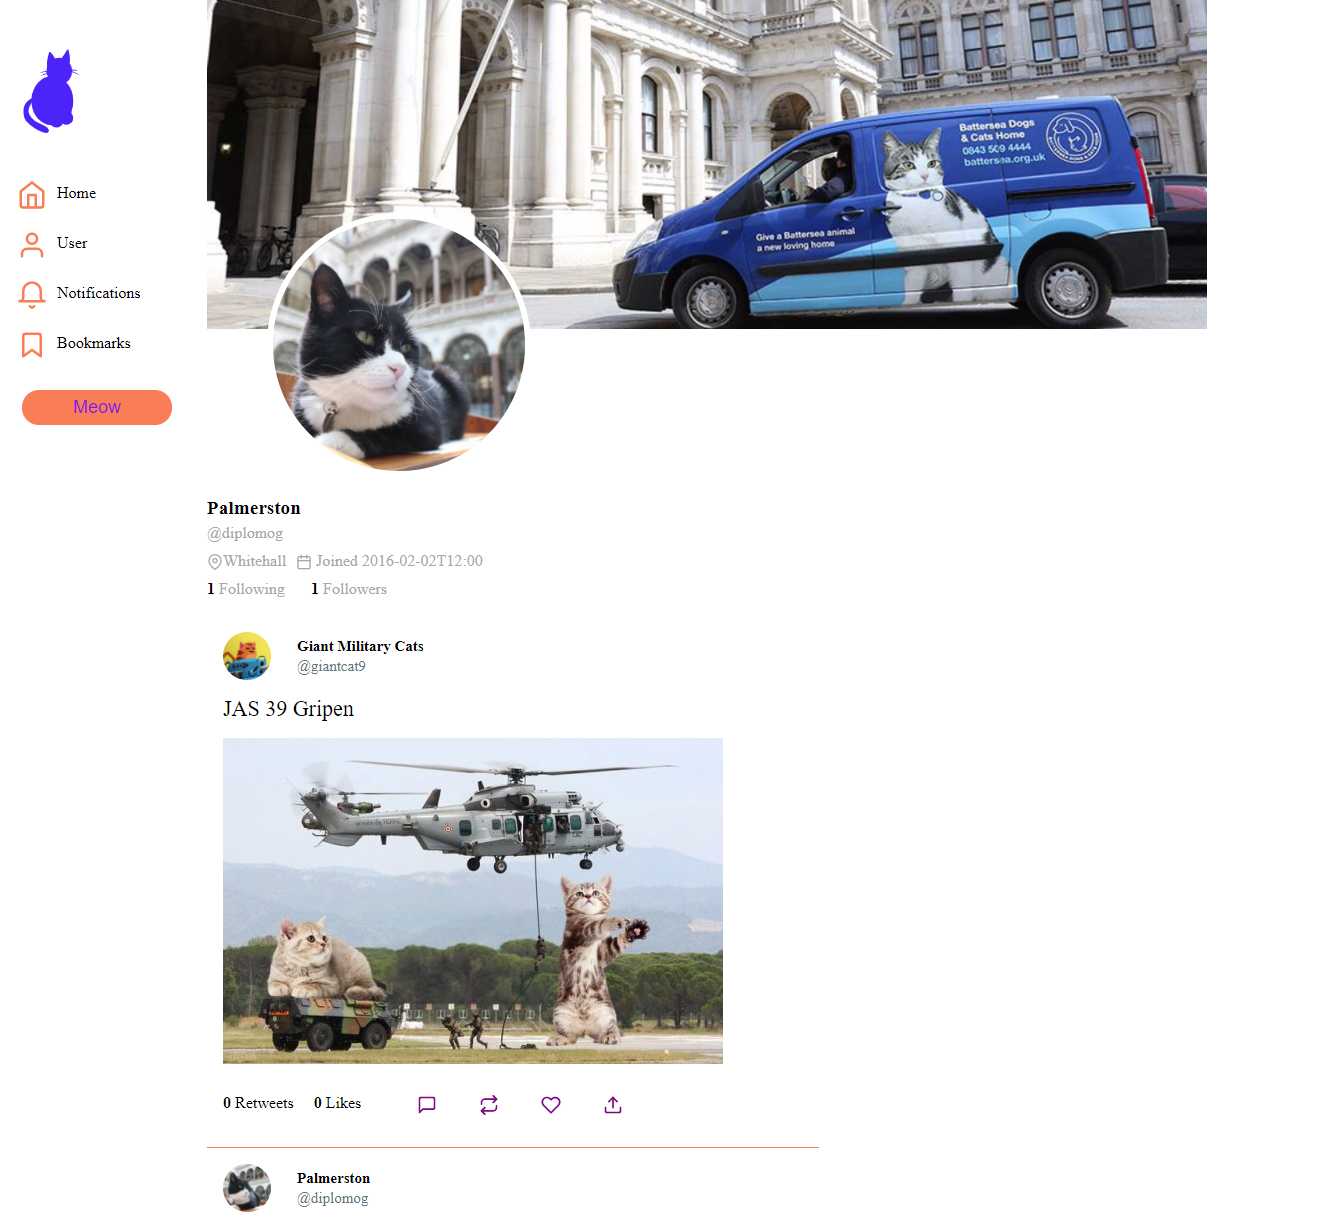 Home
User
Notifications
Bookmarks
Meow
Battersea Dogs
& Cats Home
0843 509 4444
battersea.org.uk
Give a Battersea animal
a new loving home
Palmerston
@diplomog
Whitehall Joined 2016-02-02T12:00
1 Following 1 Followers
Giant Military Cats
@giantcat9
JAS 39 Gripen
0 Retweets 0 Likes
Palmerston
@diplomog